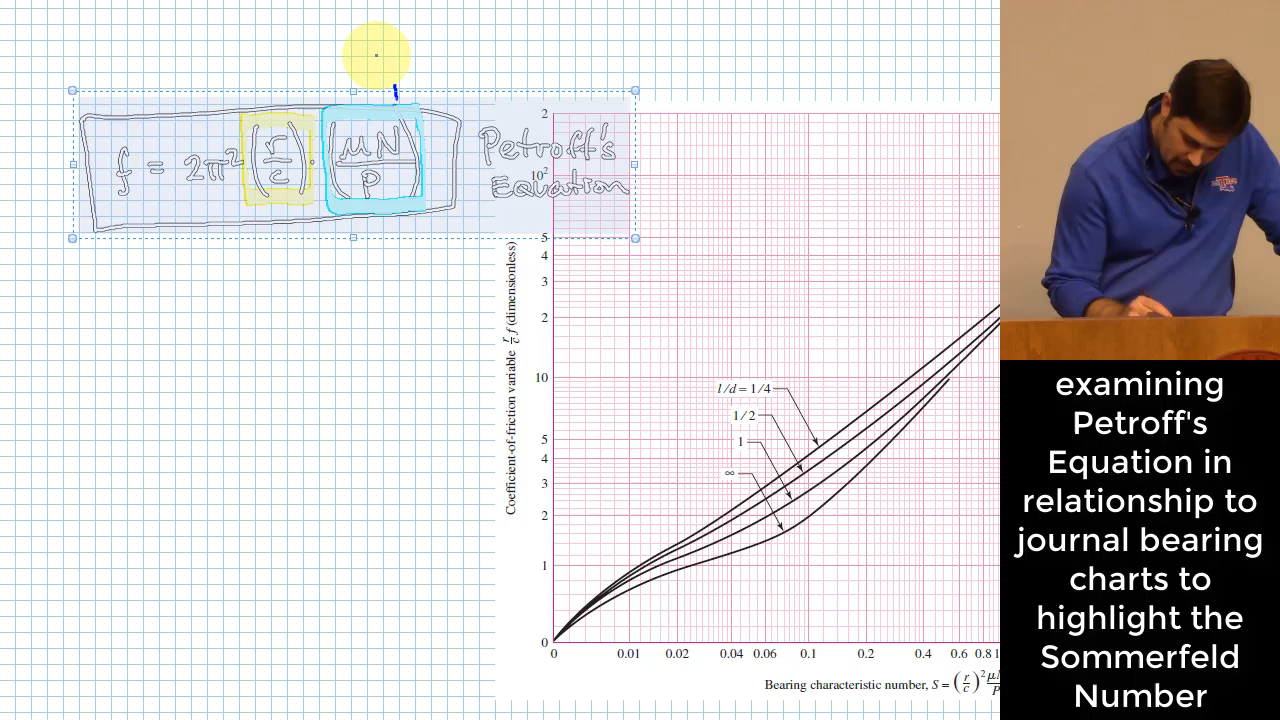 f = 2π² (r/c) · (μN/P)
Petroff's
Equation
2
10²
5
4
3
2
10
5
4
3
2
1
0
Coefficient-of-friction variable r/c f (dimensionless)
l/d = 1/4
1/2
1
∞
0 0.01 0.02 0.04 0.06 0.1 0.2 0.4 0.6 0.8 1
Bearing characteristic number, S = (r/c)² μ
P
examining
Petroff's
Equation in
relationship to
journal bearing
charts to
highlight the
Sommerfeld
Number